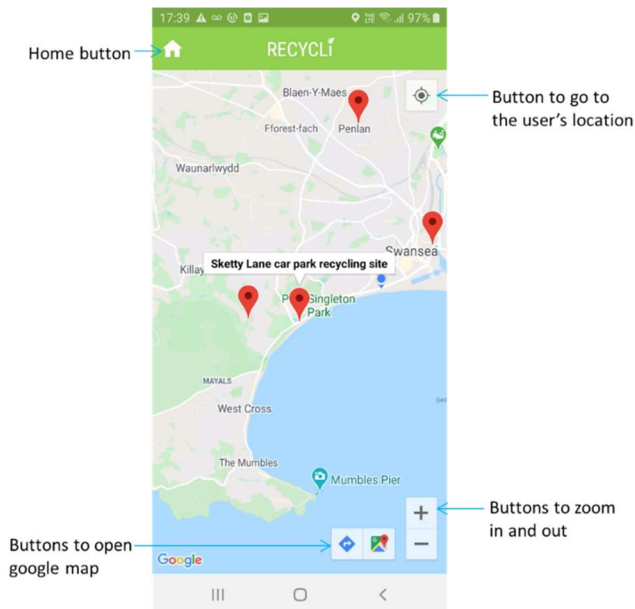 17:39
97%
Home button
RECYCLi
Blaen-Y-Maes
Button to go to
the user's location
Fforest-fach
Penlan
Waunarlwydd
Swansea
Sketty Lane car park recycling site
Killay
Singleton
Park
MAYALS
West Cross
The Mumbles
Mumbles Pier
Buttons to zoom
in and out
+
−
Buttons to open
google map
Google